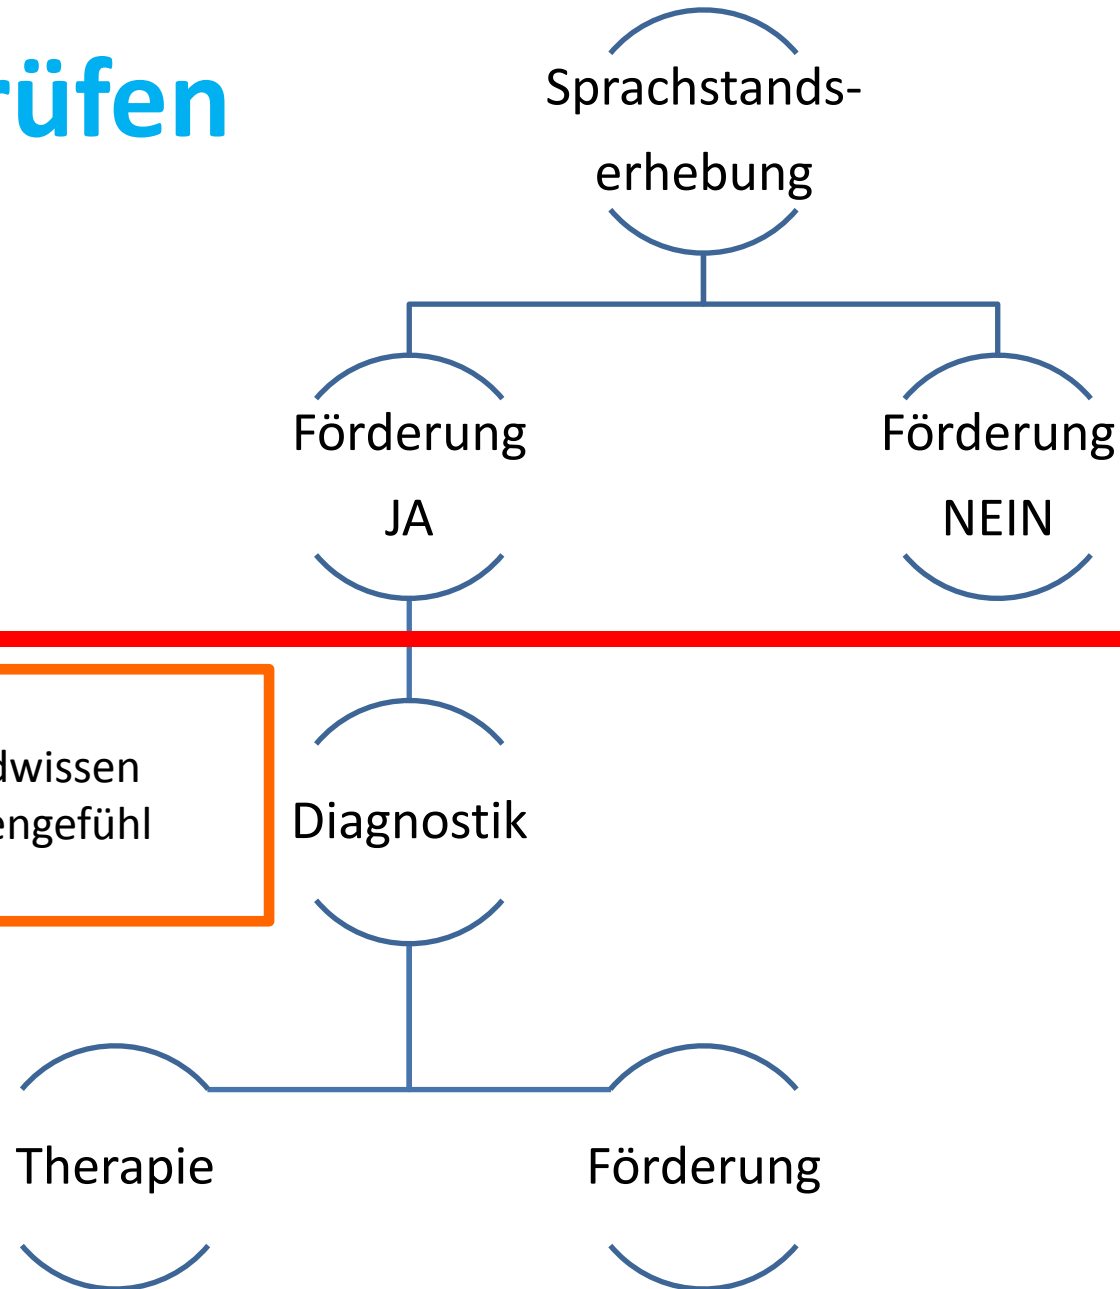 rüfen
Sprachstands-
erhebung
Förderung
JA
Förderung
NEIN
dwissen
engefühl
Diagnostik
Therapie
Förderung